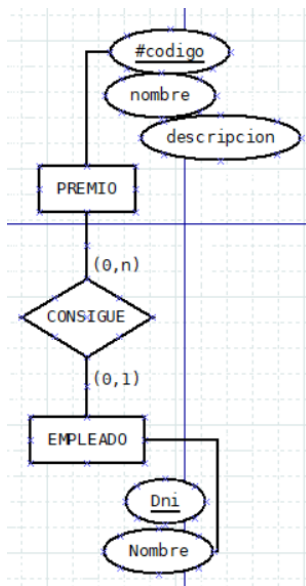 #codigo
nombre
descripcion
PREMIO
(0,n)
CONSIGUE
(0,1)
EMPLEADO
Dni
Nombre